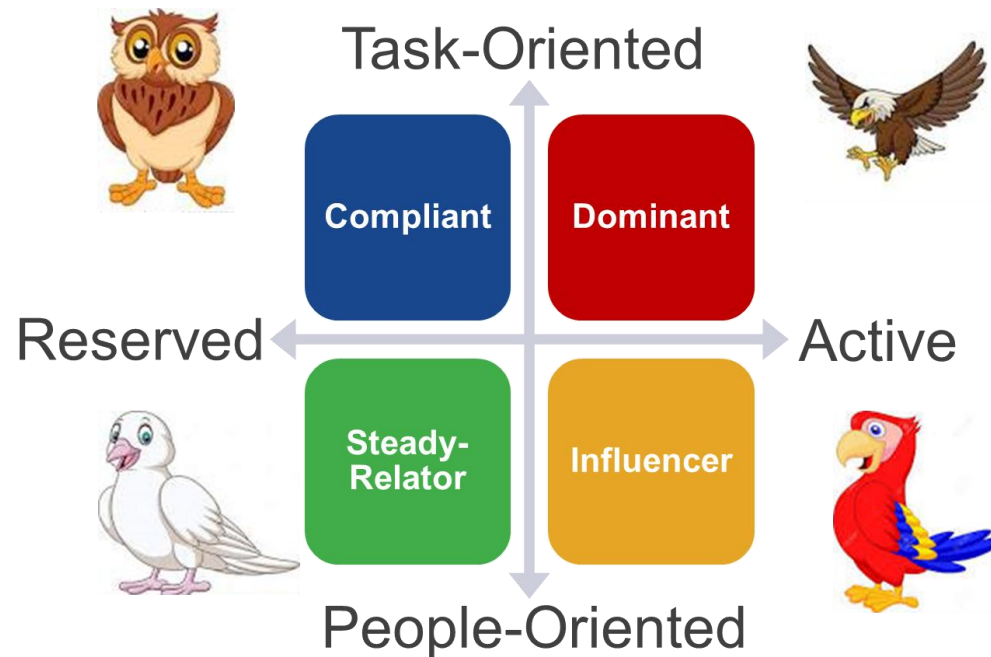 Task-Oriented
Compliant
Dominant
Reserved
Active
Steady-
Relator
Influencer
People-Oriented